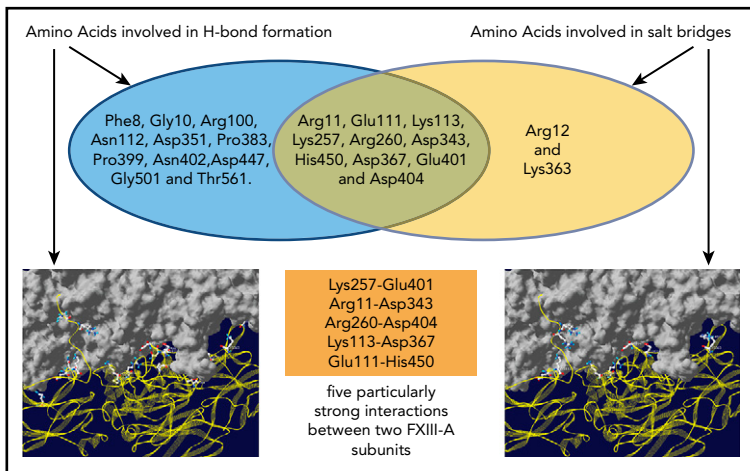 Amino Acids involved in H-bond formation
Amino Acids involved in salt bridges
Phe8, Gly10, Arg100,
Asn112, Asp351, Pro383,
Pro399, Asn402,Asp447,
Gly501 and Thr561.
Arg11, Glu111, Lys113,
Lys257, Arg260, Asp343,
His450, Asp367, Glu401
and Asp404
Arg12
and
Lys363
Lys257-Glu401
Arg11-Asp343
Arg260-Asp404
Lys113-Asp367
Glu111-His450
five particularly
strong interactions
between two FXIII-A
subunits